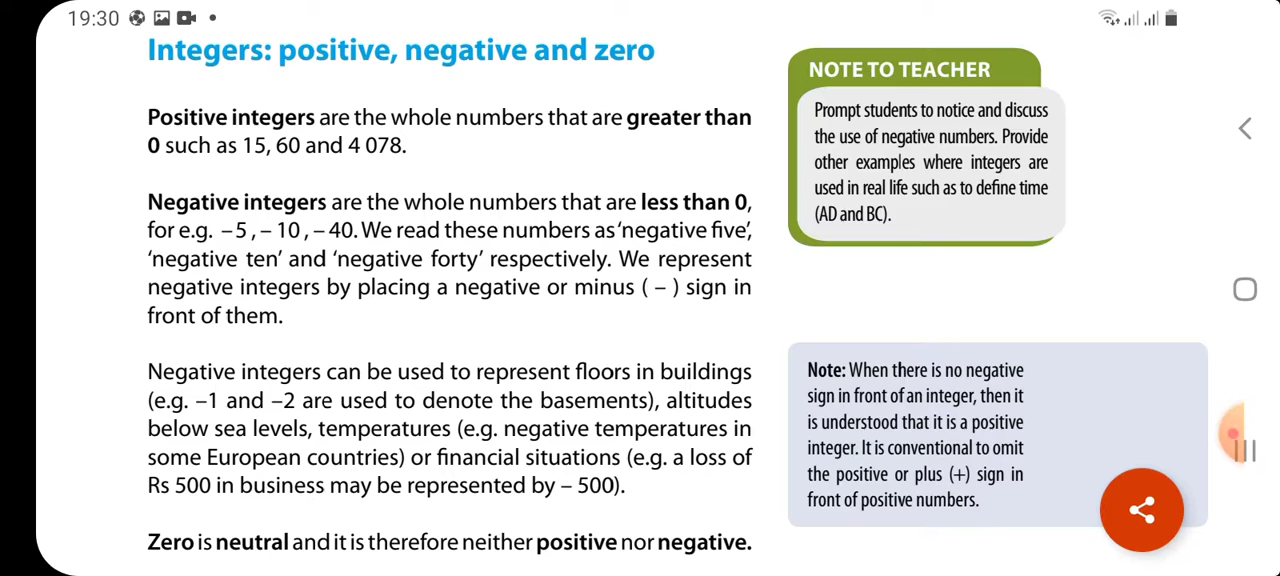 19:30
Integers: positive, negative and zero
Positive integers are the whole numbers that are greater than
0 such as 15, 60 and 4 078.
Negative integers are the whole numbers that are less than 0,
for e.g. –5 , – 10 , – 40. We read these numbers as ‘negative five’,
‘negative ten’ and ‘negative forty’ respectively. We represent
negative integers by placing a negative or minus ( – ) sign in
front of them.
Negative integers can be used to represent floors in buildings
(e.g. –1 and –2 are used to denote the basements), altitudes
below sea levels, temperatures (e.g. negative temperatures in
some European countries) or financial situations (e.g. a loss of
Rs 500 in business may be represented by – 500).
Zero is neutral and it is therefore neither positive nor negative.
NOTE TO TEACHER
Prompt students to notice and discuss
the use of negative numbers. Provide
other examples where integers are
used in real life such as to define time
(AD and BC).
Note: When there is no negative
sign in front of an integer, then it
is understood that it is a positive
integer. It is conventional to omit
the positive or plus (+) sign in
front of positive numbers.